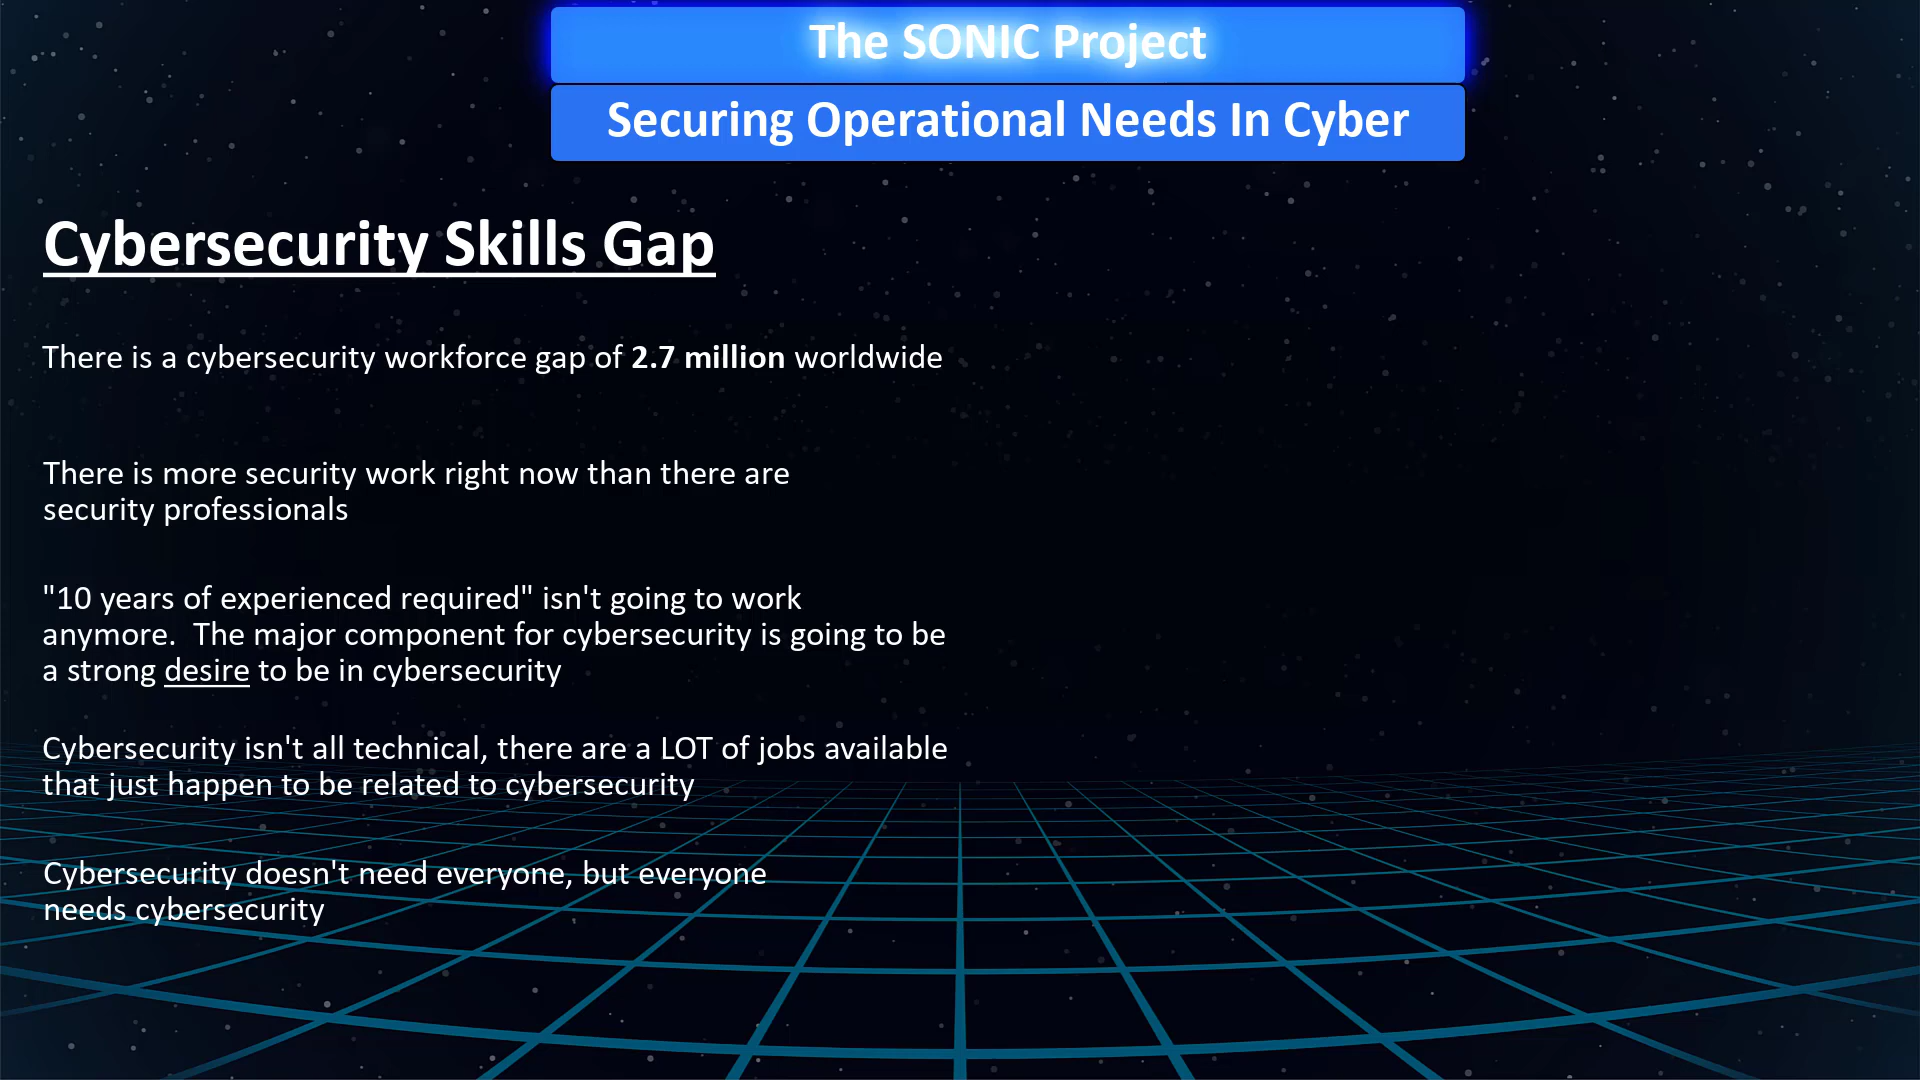 The SONIC Project
Securing Operational Needs In Cyber
Cybersecurity Skills Gap
There is a cybersecurity workforce gap of 2.7 million worldwide
There is more security work right now than there are
security professionals
"10 years of experienced required" isn't going to work
anymore.  The major component for cybersecurity is going to be
a strong desire to be in cybersecurity
Cybersecurity isn't all technical, there are a LOT of jobs available
that just happen to be related to cybersecurity
Cybersecurity doesn't need everyone, but everyone
needs cybersecurity